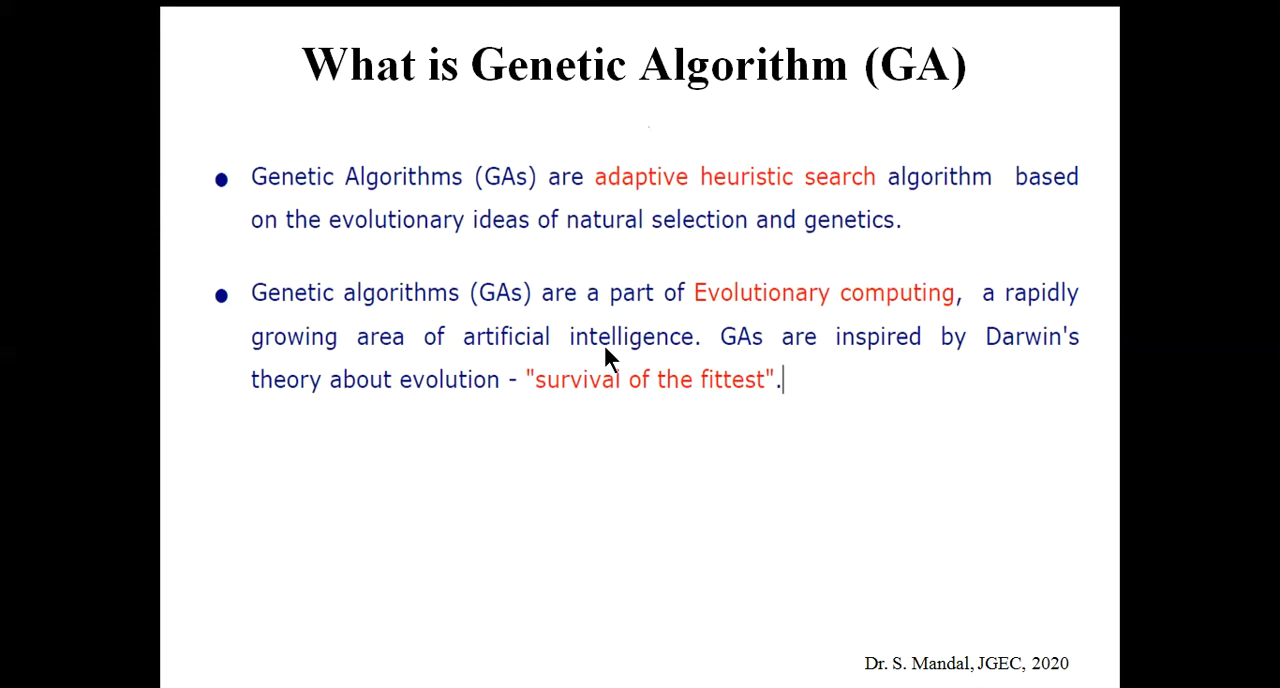 What is Genetic Algorithm (GA)
Genetic Algorithms (GAs) are adaptive heuristic search algorithm based
on the evolutionary ideas of natural selection and genetics.
Genetic algorithms (GAs) are a part of Evolutionary computing, a rapidly
growing area of artificial intelligence. GAs are inspired by Darwin's
theory about evolution - "survival of the fittest".
Dr. S. Mandal, JGEC, 2020